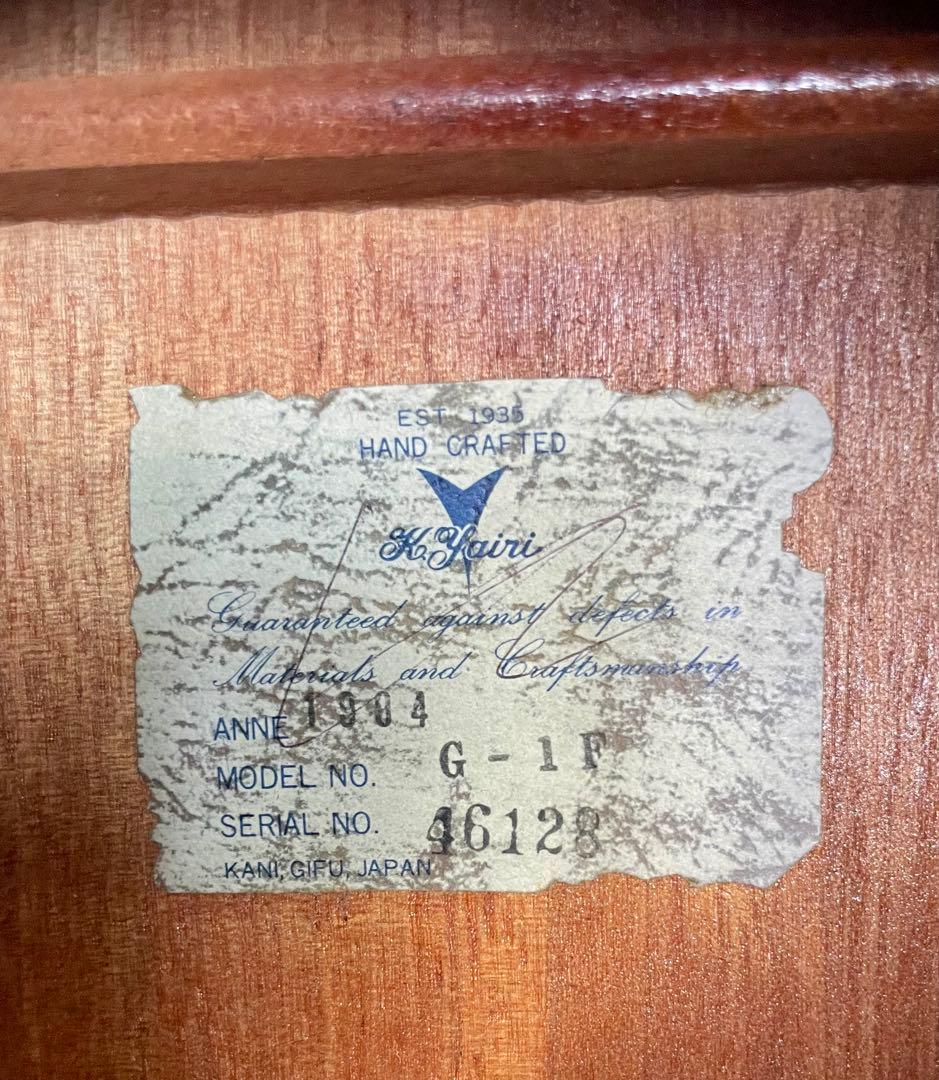 EST 1935
HAND CRAFTED
K.Yairi
Guaranteed against defects in
Materials and Craftsmanship
ANNE 1904
MODEL NO. G-1F
SERIAL NO. 46128
KANI, GIFU, JAPAN